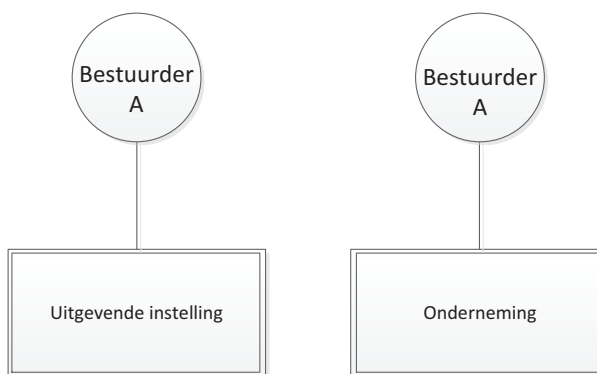 Bestuurder
A
Bestuurder
A
Uitgevende instelling
Onderneming